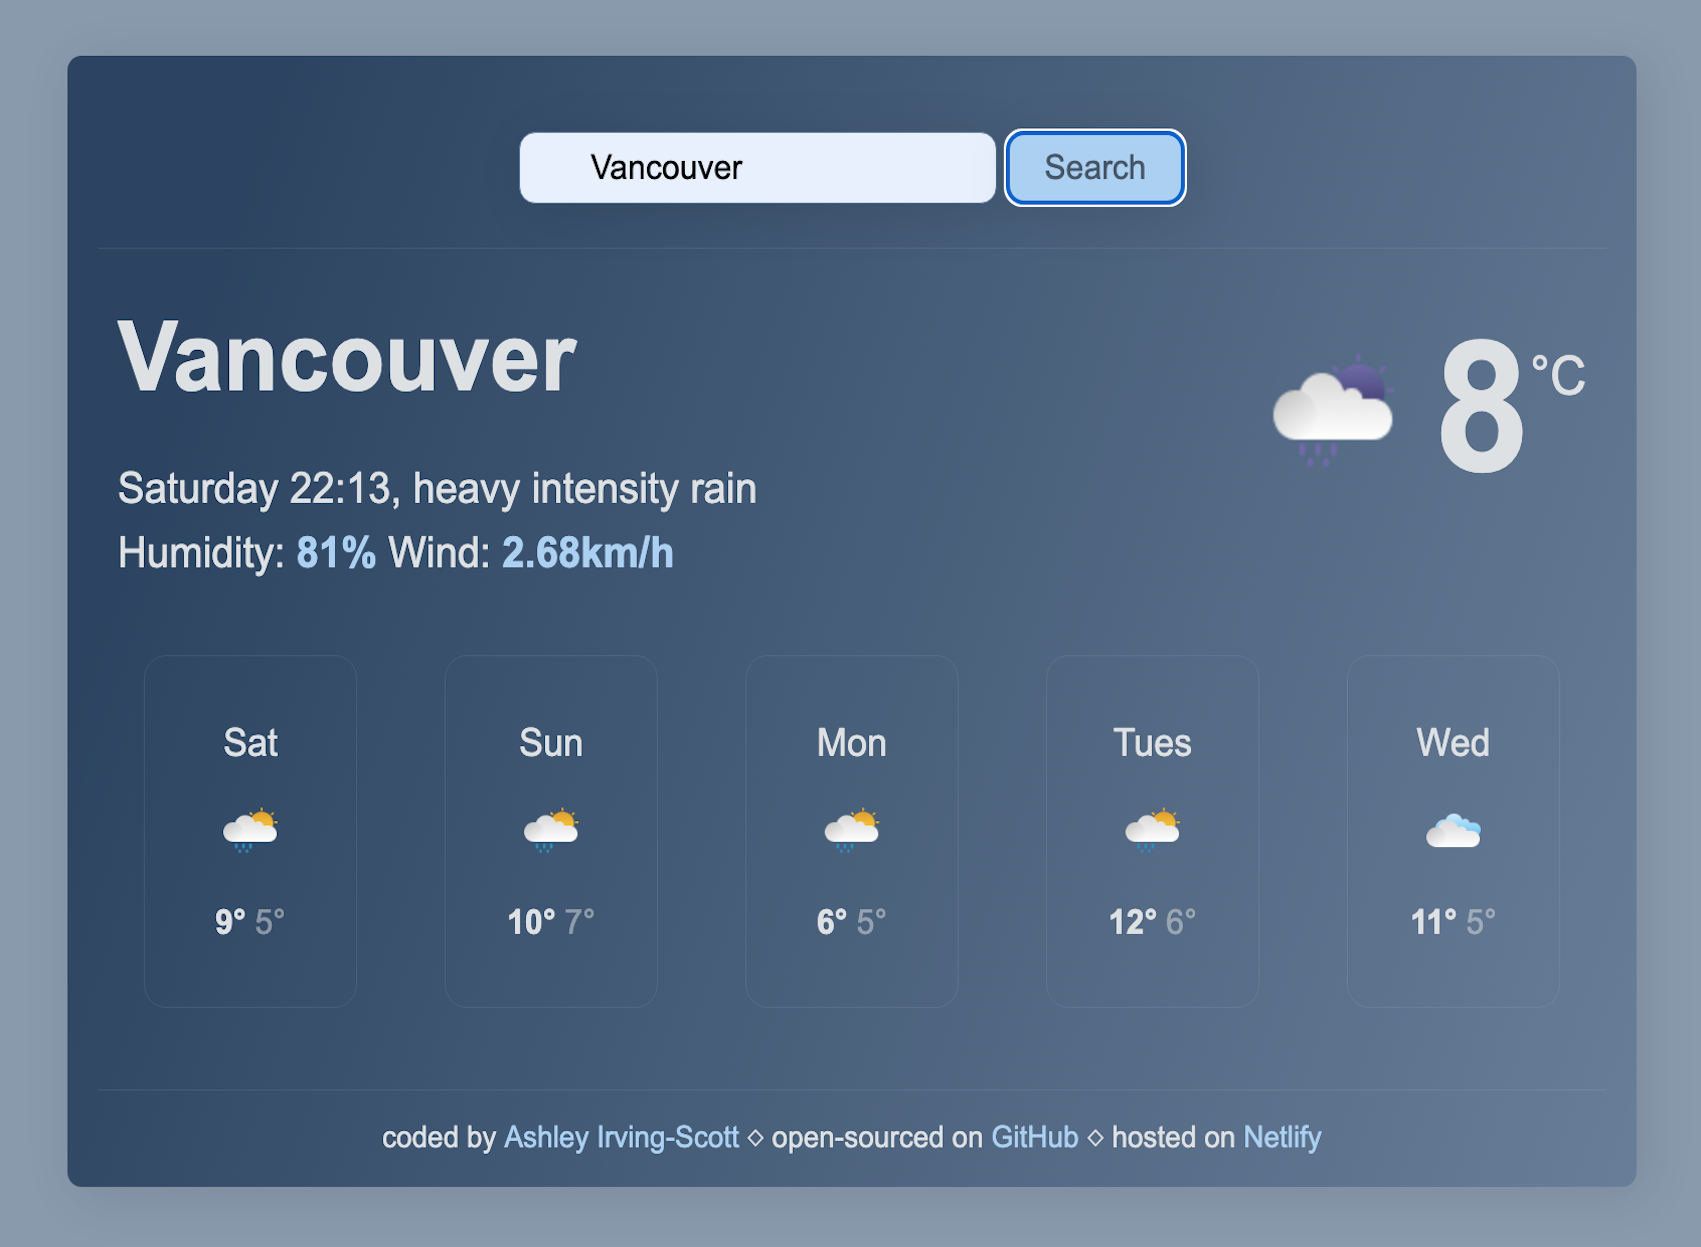 Vancouver
Search
Vancouver
8 °C
Saturday 22:13, heavy intensity rain
Humidity: 81% Wind: 2.68km/h
Sat
9° 5°
Sun
10° 7°
Mon
6° 5°
Tues
12° 6°
Wed
11° 5°
coded by Ashley Irving-Scott ⋄ open-sourced on GitHub ⋄ hosted on Netlify